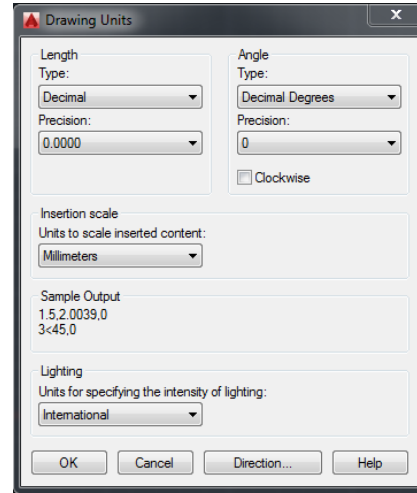 Drawing Units
x
Length
Type:
Decimal
Precision:
0.0000
Angle
Type:
Decimal Degrees
Precision:
0
Clockwise
Insertion scale
Units to scale inserted content:
Millimeters
Sample Output
1.5,2.0039,0
3<45,0
Lighting
Units for specifying the intensity of lighting:
International
OK Cancel Direction... Help